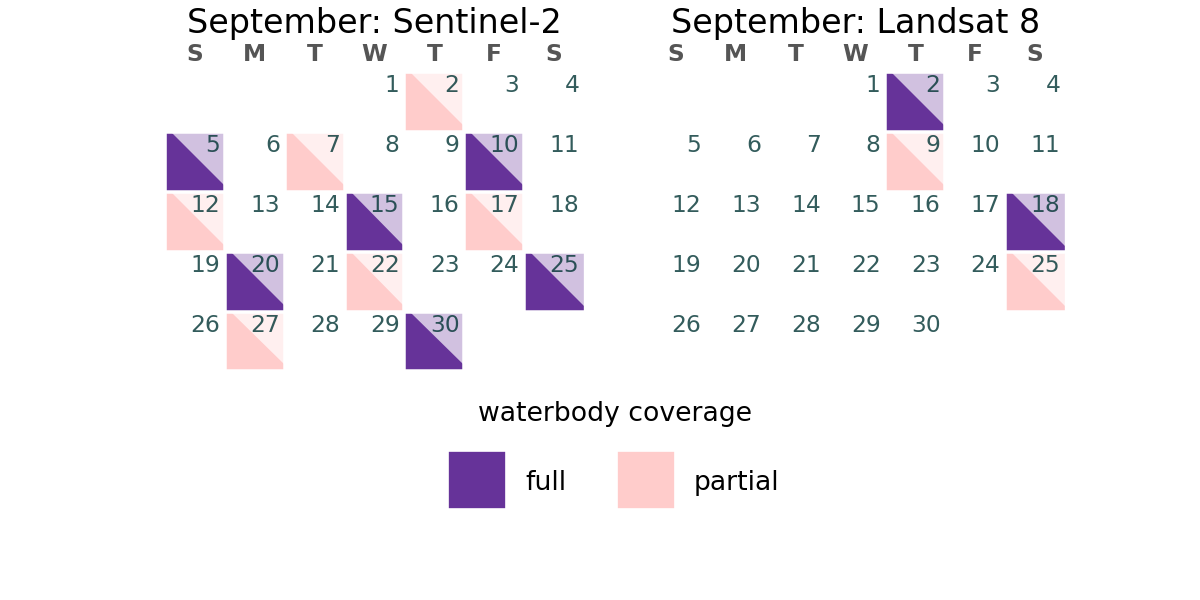 September: Sentinel-2
S M T W T F S
1 2 3 4
5 6 7 8 9 10 11
12 13 14 15 16 17 18
19 20 21 22 23 24 25
26 27 28 29 30
September: Landsat 8
S M T W T F S
1 2 3 4
5 6 7 8 9 10 11
12 13 14 15 16 17 18
19 20 21 22 23 24 25
26 27 28 29 30
waterbody coverage
full partial